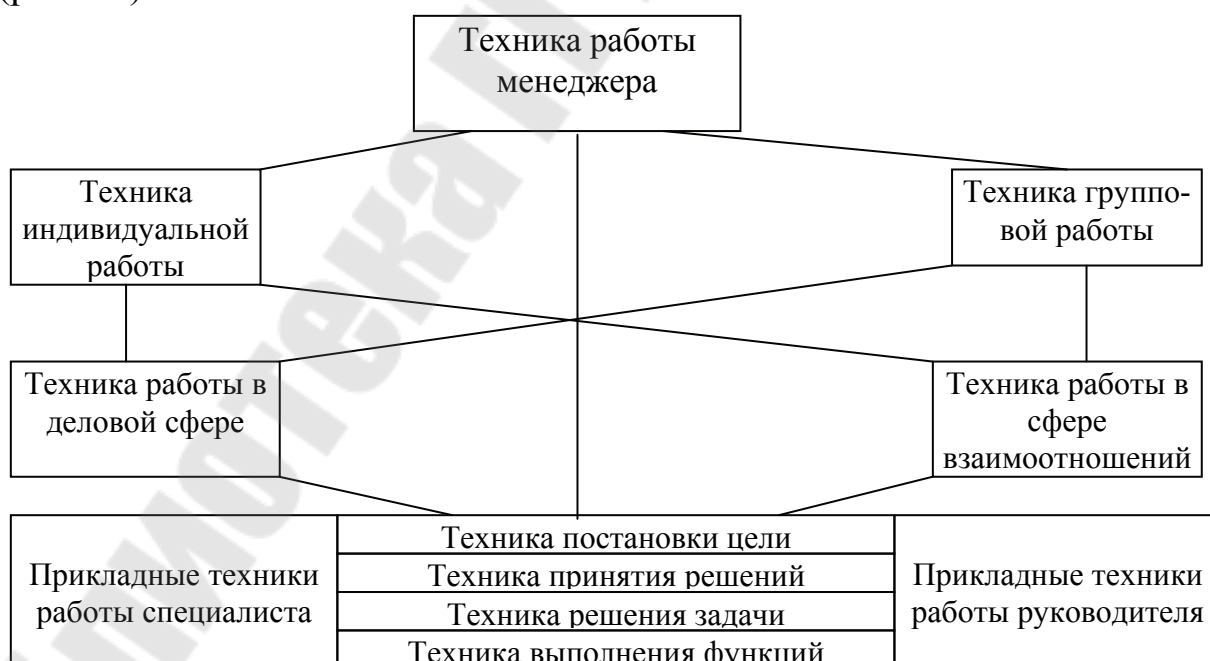 Техника работы
менеджера
Техника
индивидуальной
работы
Техника группо-
вой работы
Техника работы в
деловой сфере
Техника работы в
сфере
взаимоотношений
Прикладные техники
работы специалиста
Техника постановки цели
Техника принятия решений
Техника решения задачи
Техника выполнения функций
Прикладные техники
работы руководителя